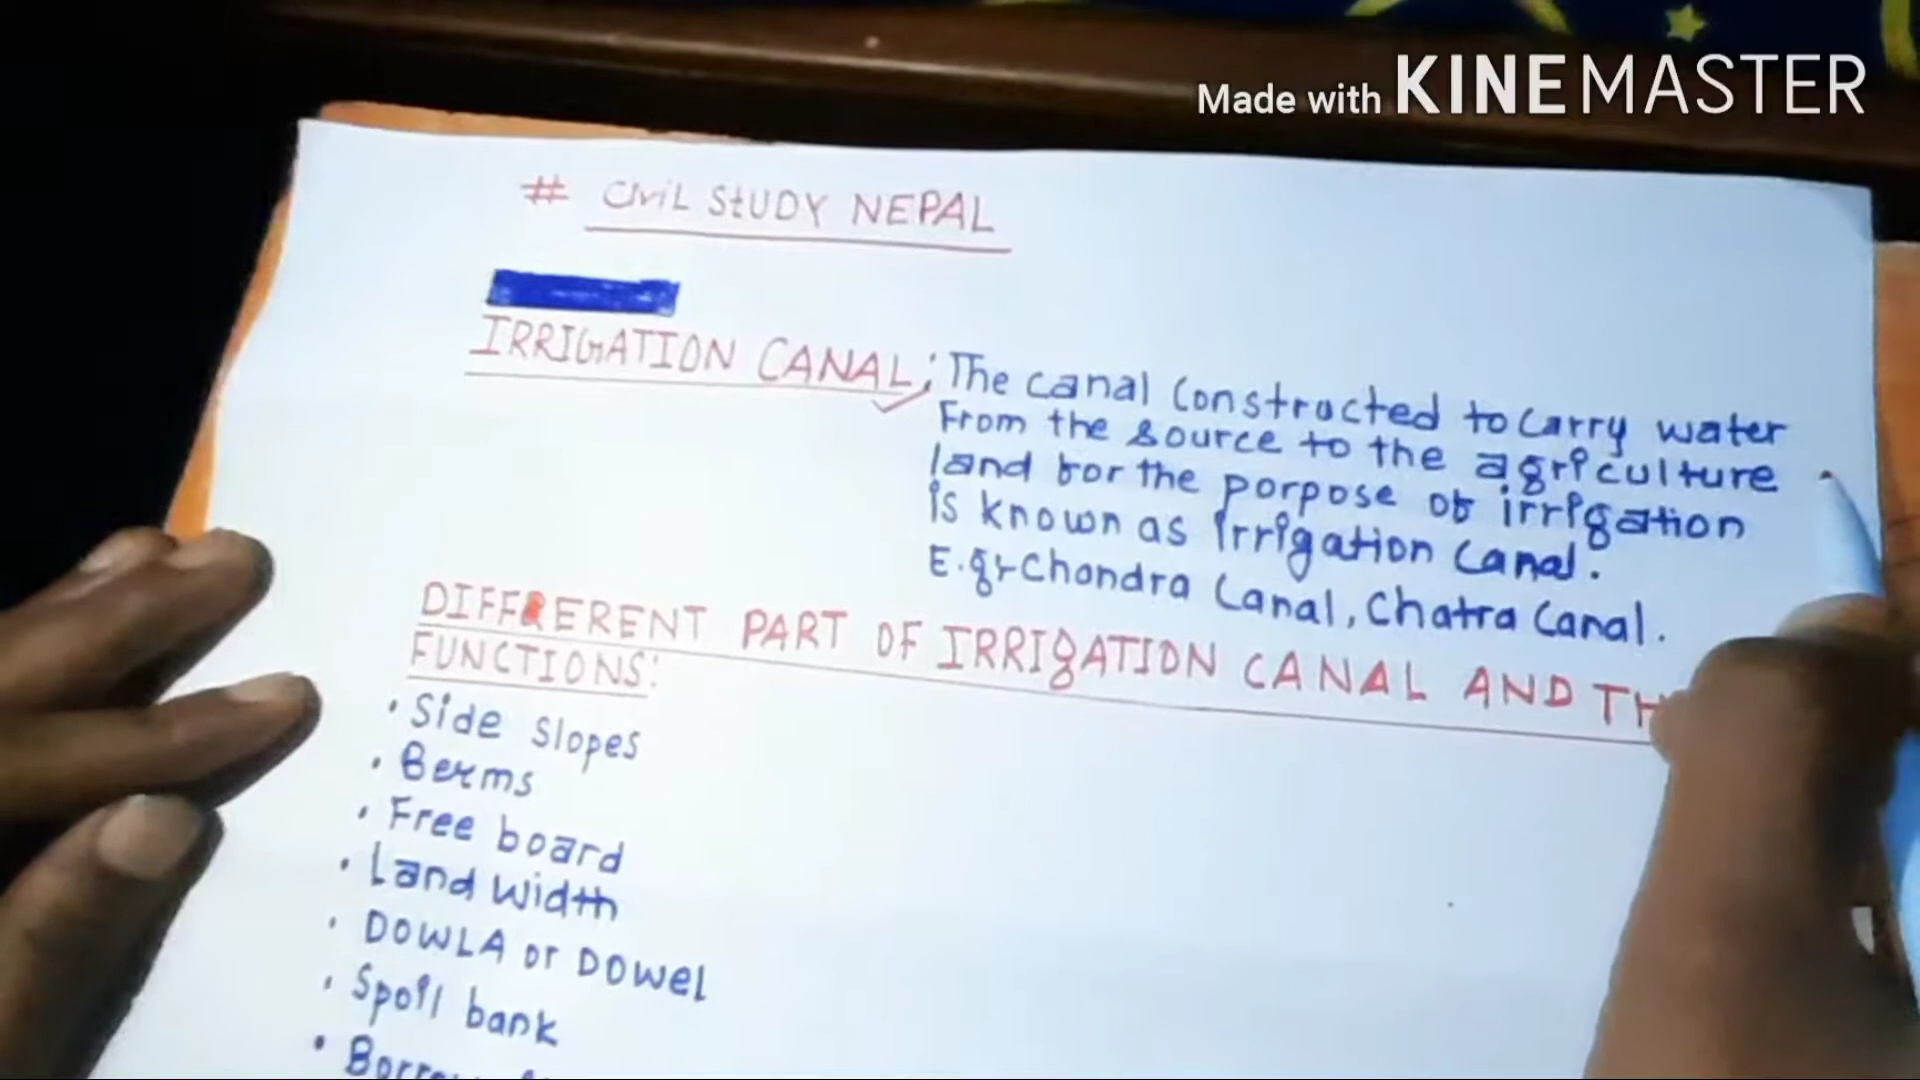 Made with KINEMASTER
# CiviL StUDY NEPAL
IRRIGATION CANAL; The canal constructed to carry water
From the source to the agriculture
land for the porpose of irrigation
is known as irrigation canal.
E.g:- Chondra Canal, Chatra Canal.
DIFFERENT PART OF IRRIGATION CANAL AND TH
FUNCTIONS:
• Side Slopes
• Berms
• Free board
• Land Width
• DOWLA or DOWel
• Spoil bank